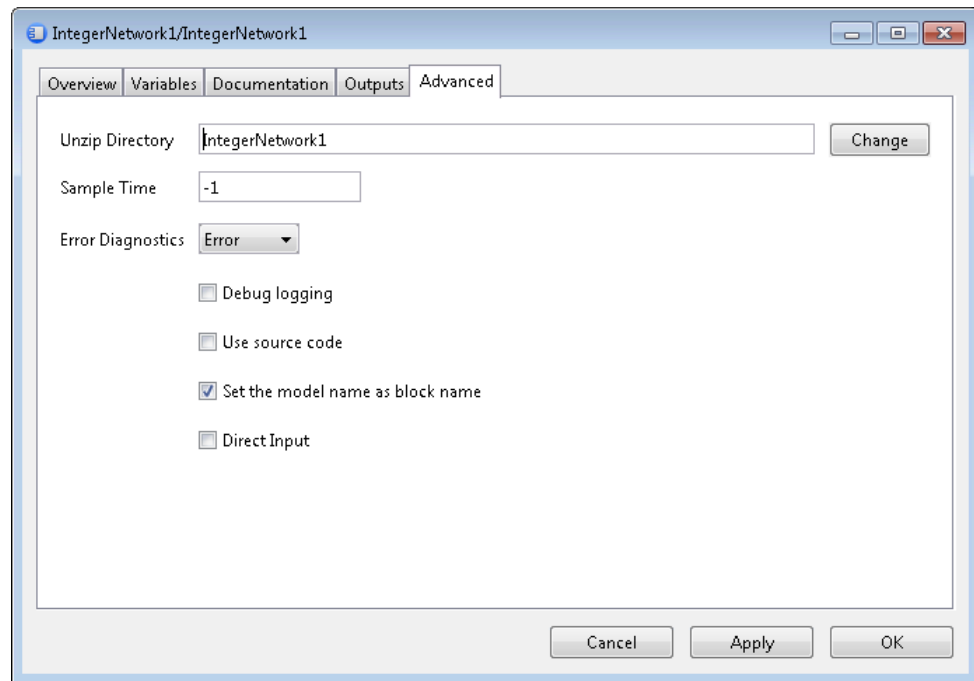 IntegerNetwork1/IntegerNetwork1
Overview Variables Documentation Outputs Advanced
Unzip Directory IntegerNetwork1 Change
Sample Time -1
Error Diagnostics Error
Debug logging
Use source code
Set the model name as block name
Direct Input
Cancel Apply OK